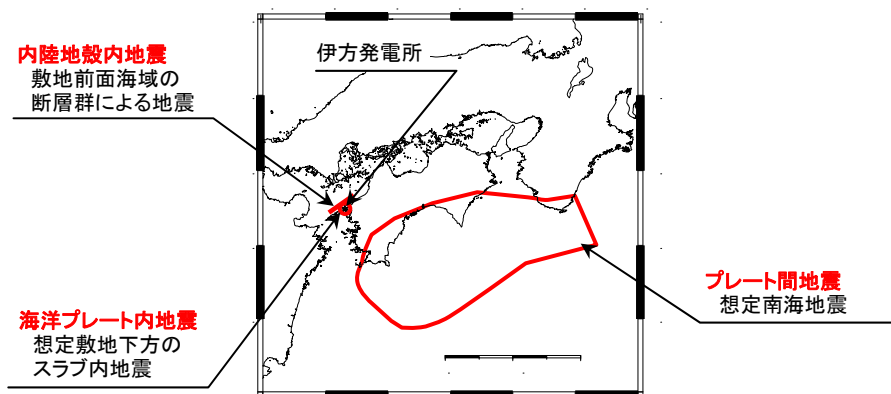 内陸地殻内地震
敷地前面海域の
断層群による地震
伊方発電所
海洋プレート内地震
想定敷地下方の
スラブ内地震
プレート間地震
想定南海地震